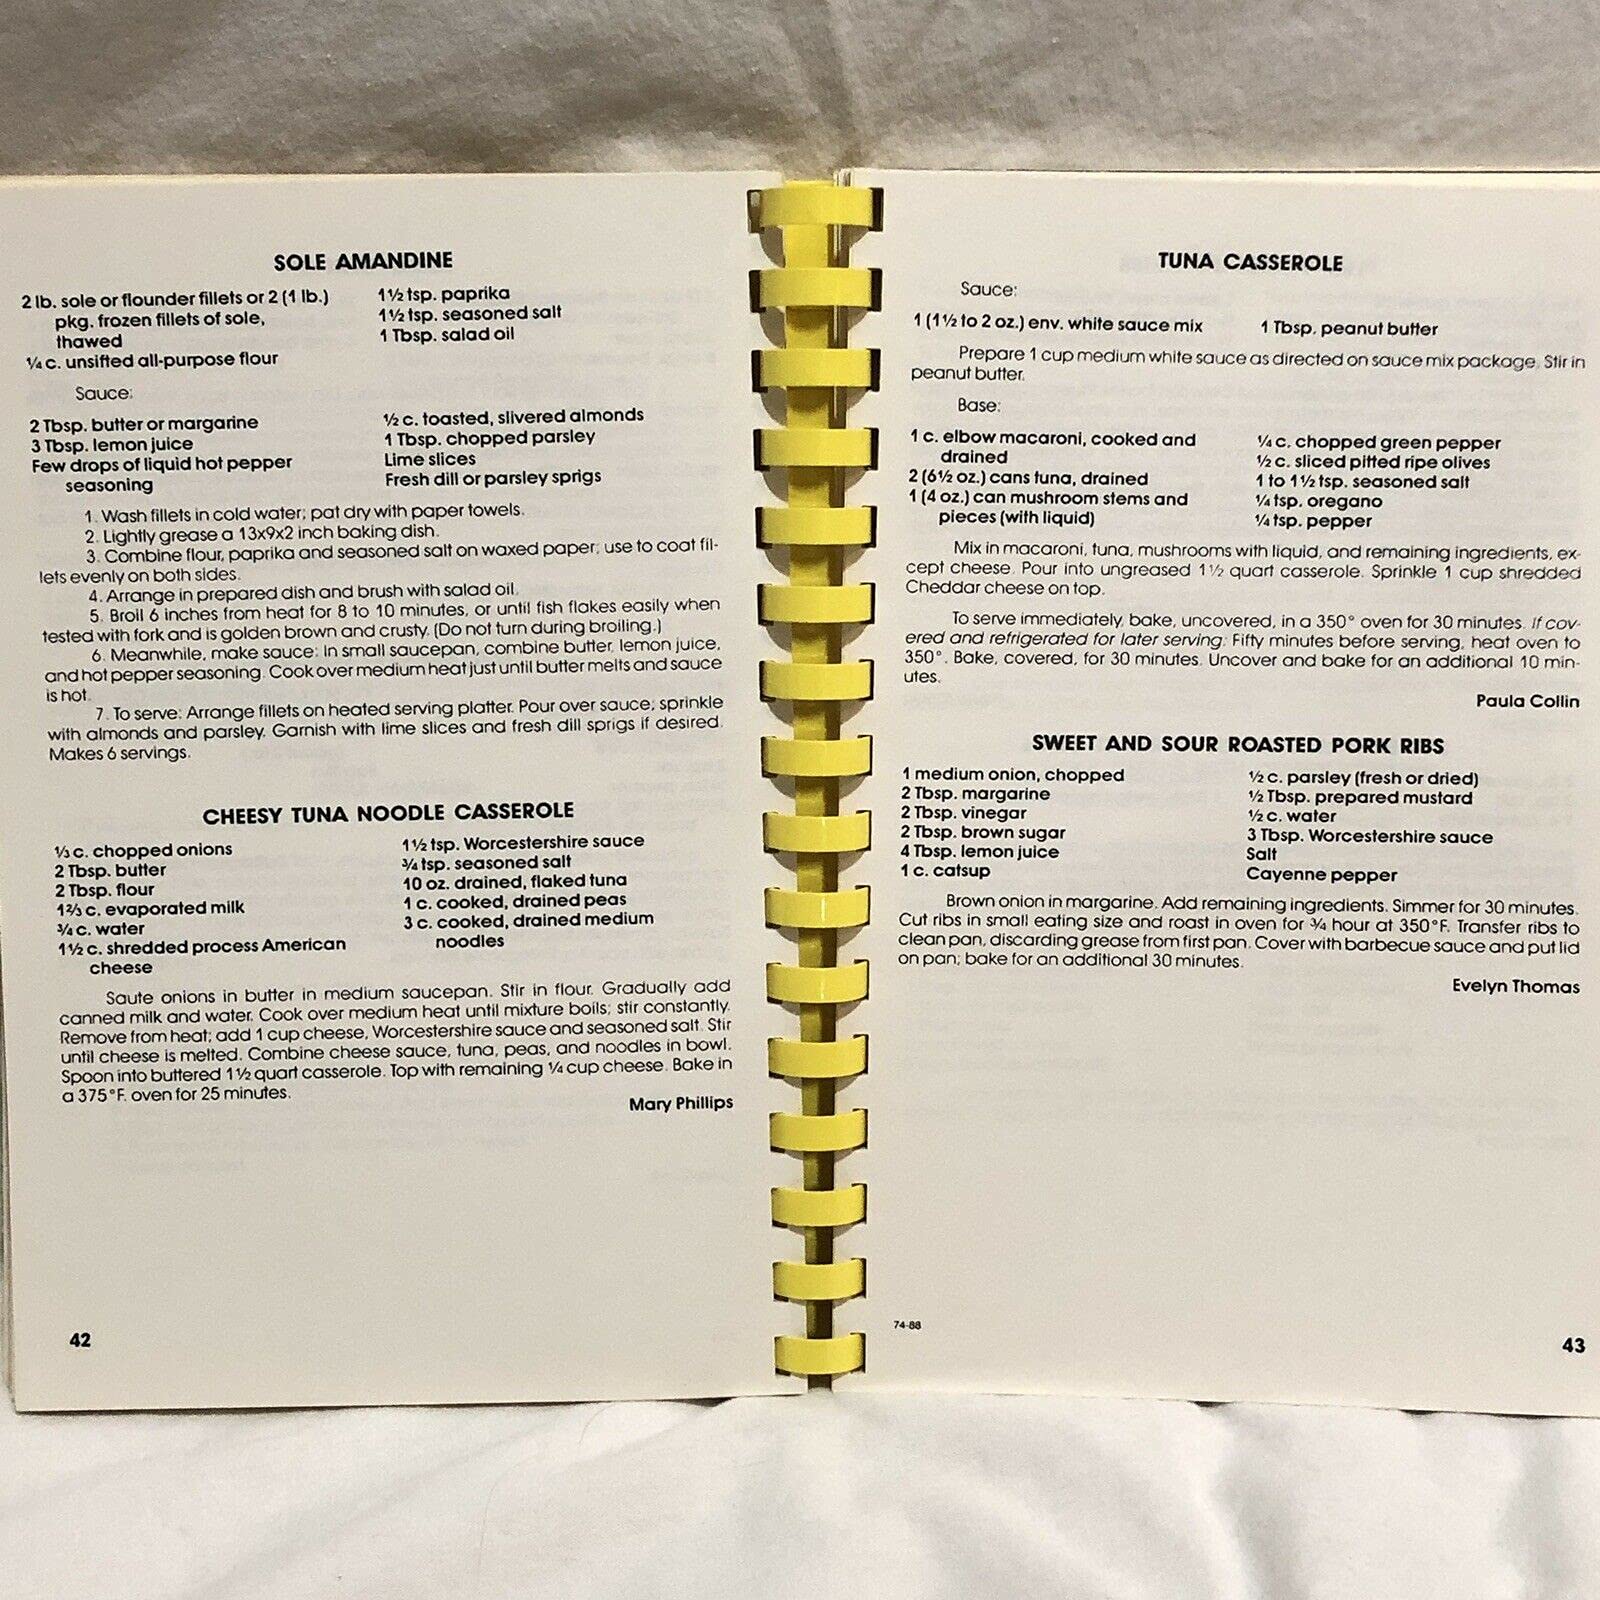 SOLE AMANDINE
2 lb. sole or flounder fillets or 2 (1 lb.)
pkg. frozen fillets of sole,
thawed
¼ c. unsifted all-purpose flour
1½ tsp. paprika
1½ tsp. seasoned salt
1 Tbsp. salad oil
Sauce:
2 Tbsp. butter or margarine
3 Tbsp. lemon juice
Few drops of liquid hot pepper
seasoning
½ c. toasted, slivered almonds
1 Tbsp. chopped parsley
Lime slices
Fresh dill or parsley sprigs
1. Wash fillets in cold water; pat dry with paper towels.
2. Lightly grease a 13x9x2 inch baking dish.
3. Combine flour, paprika and seasoned salt on waxed paper; use to coat fil-
lets evenly on both sides.
4. Arrange in prepared dish and brush with salad oil.
5. Broil 6 inches from heat for 8 to 10 minutes, or until fish flakes easily when
tested with fork and is golden brown and crusty. (Do not turn during broiling.)
6. Meanwhile, make sauce: In small saucepan, combine butter, lemon juice,
and hot pepper seasoning. Cook over medium heat just until butter melts and sauce
is hot.
7. To serve: Arrange fillets on heated serving platter. Pour over sauce; sprinkle
with almonds and parsley. Garnish with lime slices and fresh dill sprigs if desired.
Makes 6 servings.
CHEESY TUNA NOODLE CASSEROLE
⅓ c. chopped onions
2 Tbsp. butter
2 Tbsp. flour
1⅔ c. evaporated milk
¾ c. water
1½ c. shredded process American
cheese
1½ tsp. Worcestershire sauce
¾ tsp. seasoned salt
10 oz. drained, flaked tuna
1 c. cooked, drained peas
3 c. cooked, drained medium
noodles
Saute onions in butter in medium saucepan. Stir in flour. Gradually add
canned milk and water. Cook over medium heat until mixture boils; stir constantly.
Remove from heat; add 1 cup cheese, Worcestershire sauce and seasoned salt. Stir
until cheese is melted. Combine cheese sauce, tuna, peas, and noodles in bowl.
Spoon into buttered 1½ quart casserole. Top with remaining ¼ cup cheese. Bake in
a 375°F. oven for 25 minutes.
Mary Phillips
42
TUNA CASSEROLE
Sauce:
1 (1½ to 2 oz.) env. white sauce mix
1 Tbsp. peanut butter
Prepare 1 cup medium white sauce as directed on sauce mix package. Stir in
peanut butter.
Base:
1 c. elbow macaroni, cooked and
drained
2 (6½ oz.) cans tuna, drained
1 (4 oz.) can mushroom stems and
pieces (with liquid)
¼ c. chopped green pepper
½ c. sliced pitted ripe olives
1 to 1½ tsp. seasoned salt
¼ tsp. oregano
¼ tsp. pepper
Mix in macaroni, tuna, mushrooms with liquid, and remaining ingredients, ex-
cept cheese. Pour into ungreased 1½ quart casserole. Sprinkle 1 cup shredded
Cheddar cheese on top.
To serve immediately, bake, uncovered, in a 350° oven for 30 minutes. If cov-
ered and refrigerated for later serving: Fifty minutes before serving, heat oven to
350°. Bake, covered, for 30 minutes. Uncover and bake for an additional 10 min-
utes.
Paula Collin
SWEET AND SOUR ROASTED PORK RIBS
1 medium onion, chopped
2 Tbsp. margarine
2 Tbsp. vinegar
2 Tbsp. brown sugar
4 Tbsp. lemon juice
1 c. catsup
½ c. parsley (fresh or dried)
½ Tbsp. prepared mustard
½ c. water
3 Tbsp. Worcestershire sauce
Salt
Cayenne pepper
Brown onion in margarine. Add remaining ingredients. Simmer for 30 minutes.
Cut ribs in small eating size and roast in oven for ¾ hour at 350°F. Transfer ribs to
clean pan, discarding grease from first pan. Cover with barbecue sauce and put lid
on pan; bake for an additional 30 minutes.
Evelyn Thomas
74-88
43